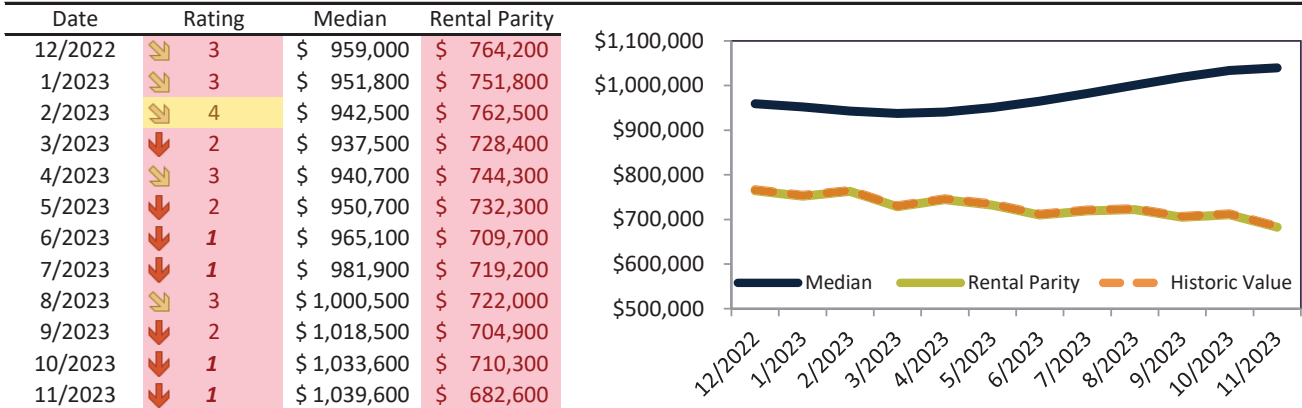 Date Rating Median Rental Parity
12/2022 3 $ 959,000 $ 764,200
1/2023 3 $ 951,800 $ 751,800
2/2023 4 $ 942,500 $ 762,500
3/2023 2 $ 937,500 $ 728,400
4/2023 3 $ 940,700 $ 744,300
5/2023 2 $ 950,700 $ 732,300
6/2023 1 $ 965,100 $ 709,700
7/2023 1 $ 981,900 $ 719,200
8/2023 3 $ 1,000,500 $ 722,000
9/2023 2 $ 1,018,500 $ 704,900
10/2023 1 $ 1,033,600 $ 710,300
11/2023 1 $ 1,039,600 $ 682,600
$1,100,000
$1,000,000
$900,000
$800,000
$700,000
$600,000
$500,000
Median Rental Parity Historic Value
12/2022 1/2023 2/2023 3/2023 4/2023 5/2023 6/2023 7/2023 8/2023 9/2023 10/2023 11/2023